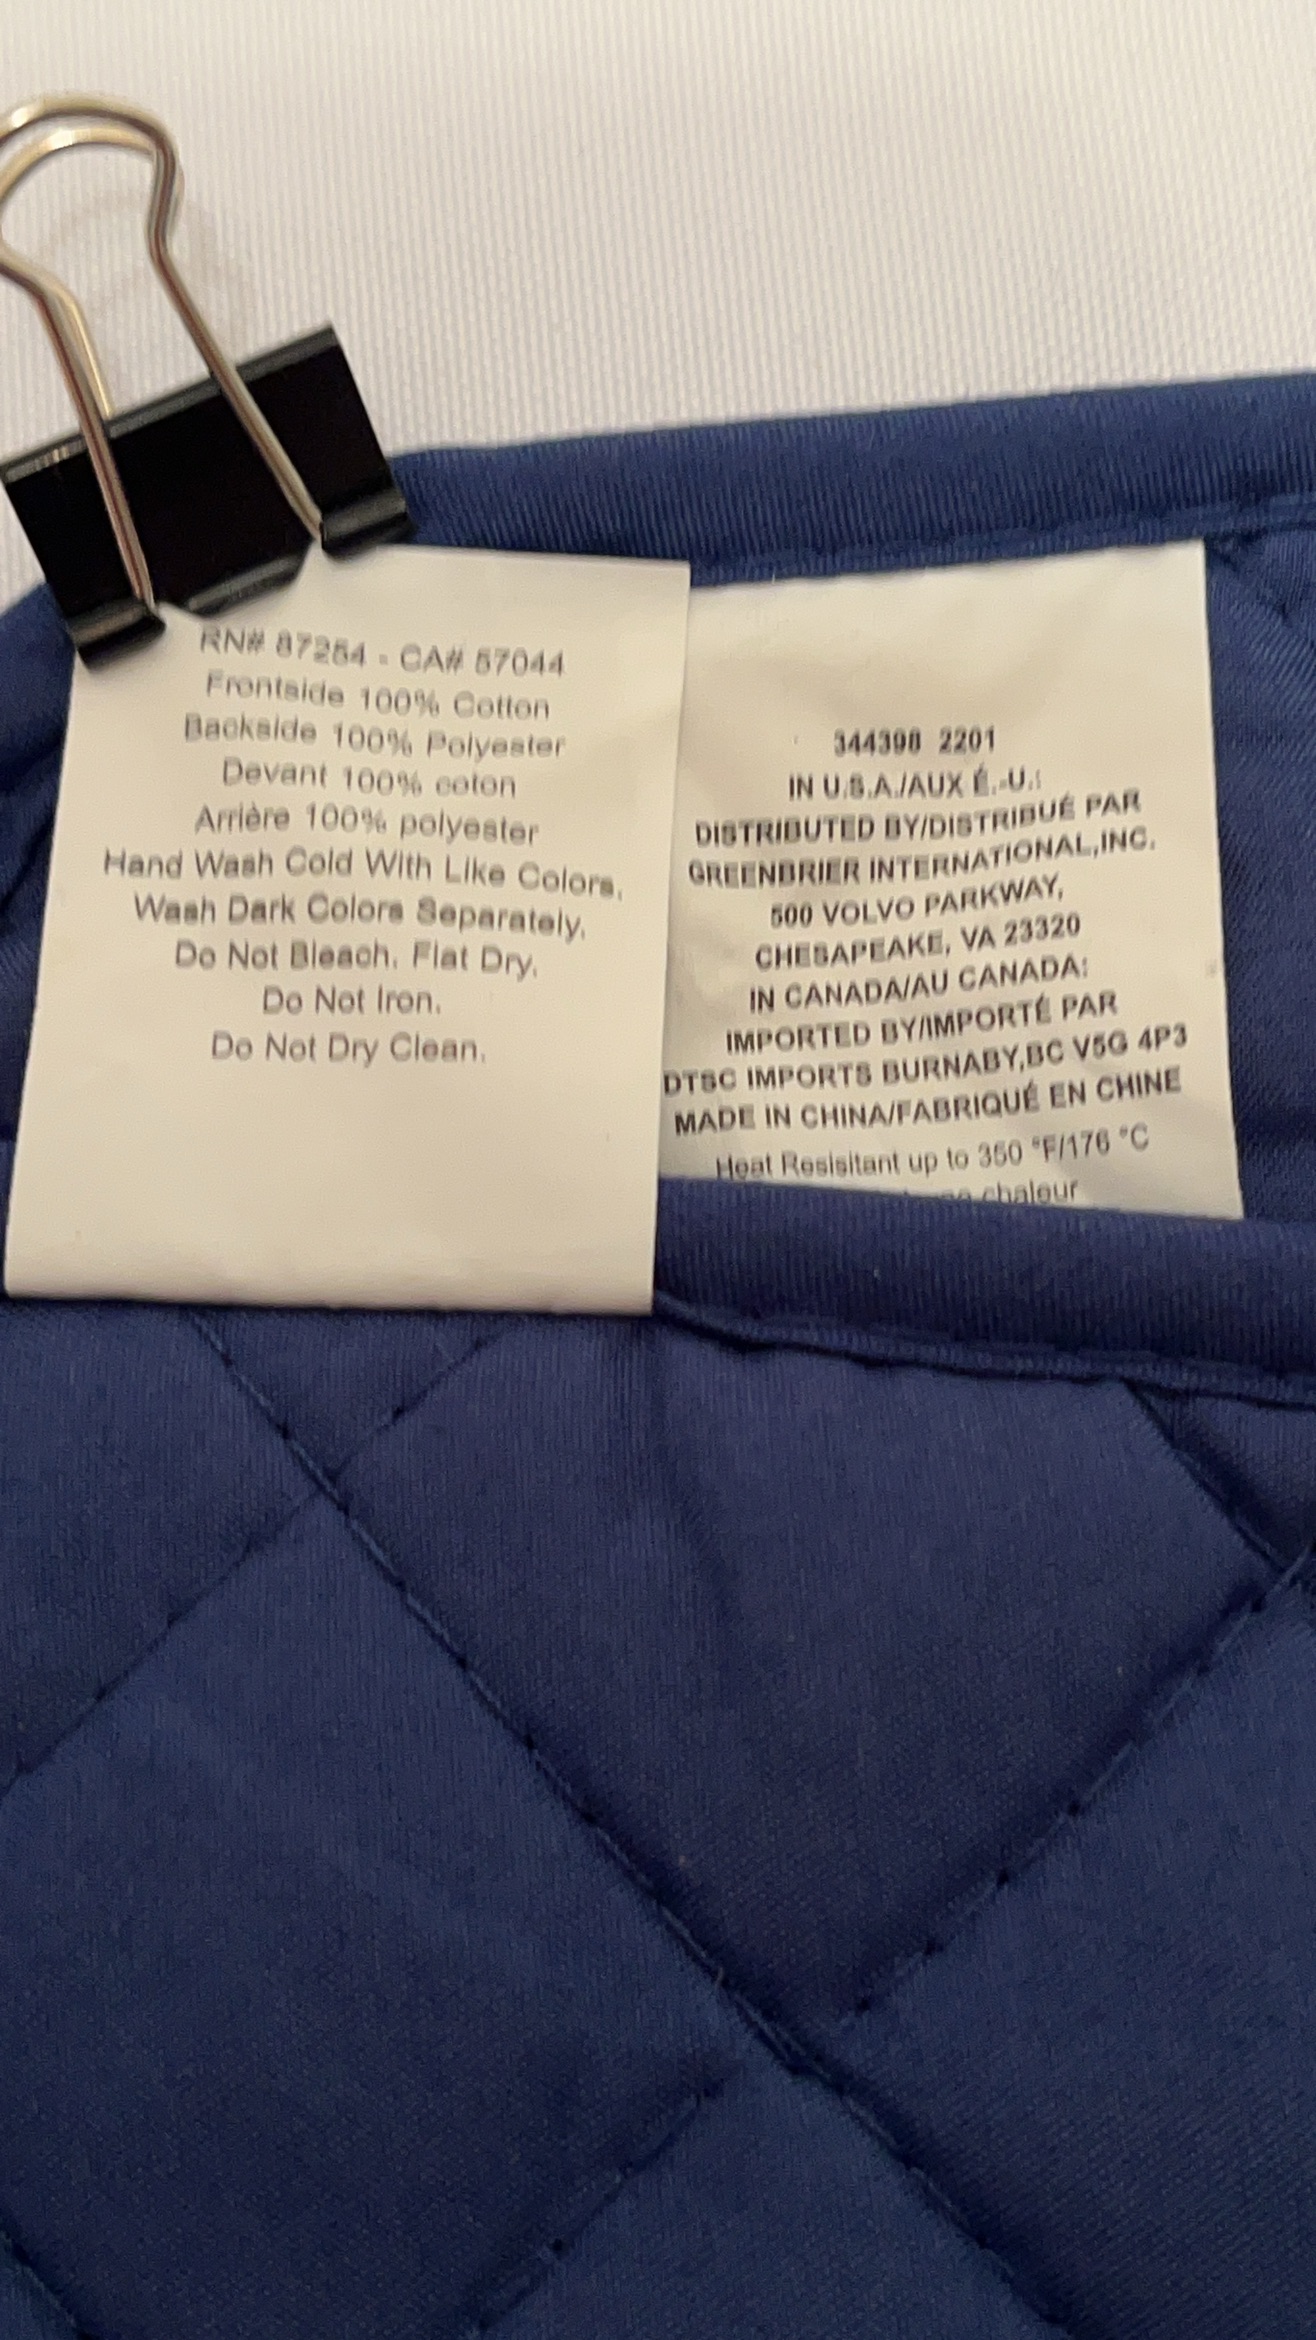 RN# 87254 - CA# 57044
Frontside 100% Cotton
Backside 100% Polyester
Devant 100% coton
Arrière 100% polyester
Hand Wash Cold With Like Colors.
Wash Dark Colors Separately.
Do Not Bleach. Flat Dry.
Do Not Iron.
Do Not Dry Clean.
344398 2201
IN U.S.A./AUX É.-U.:
DISTRIBUTED BY/DISTRIBUÉ PAR
GREENBRIER INTERNATIONAL,INC.
500 VOLVO PARKWAY,
CHESAPEAKE, VA 23320
IN CANADA/AU CANADA:
IMPORTED BY/IMPORTÉ PAR
DTSC IMPORTS BURNABY,BC V5G 4P3
MADE IN CHINA/FABRIQUÉ EN CHINE
Heat Resisitant up to 350 °F/176 °C
chaleur